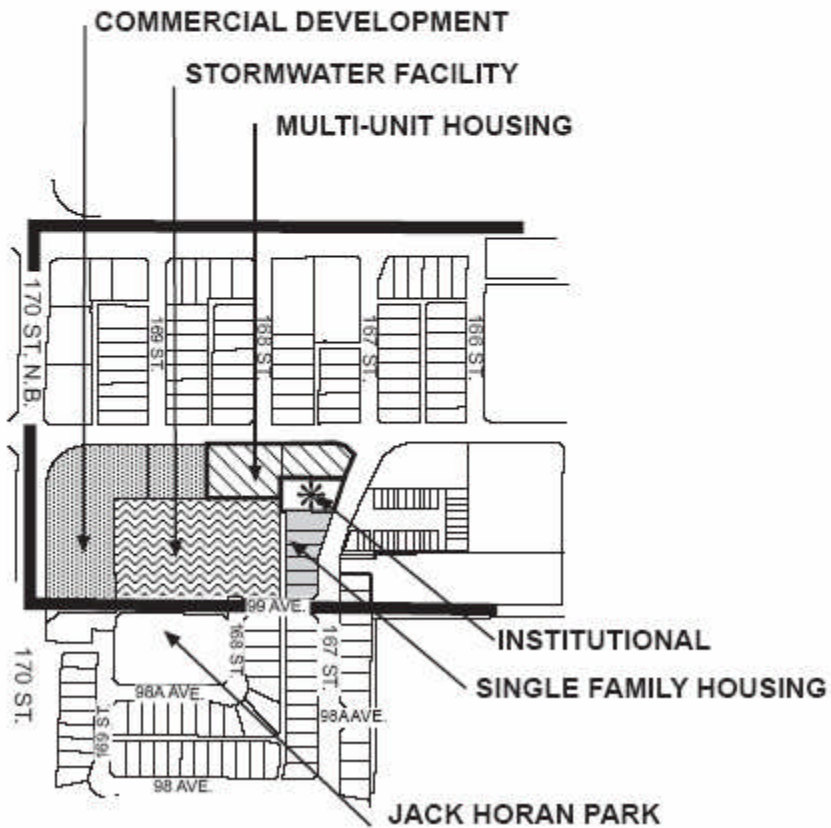 COMMERCIAL DEVELOPMENT
STORMWATER FACILITY
MULTI-UNIT HOUSING
170 ST. N.B.
169 ST.
168 ST.
167 ST.
166 ST.
99 AVE.
INSTITUTIONAL
SINGLE FAMILY HOUSING
170 ST.
168 ST.
167 ST.
98A AVE.
98A AVE.
169 ST.
98 AVE.
JACK HORAN PARK